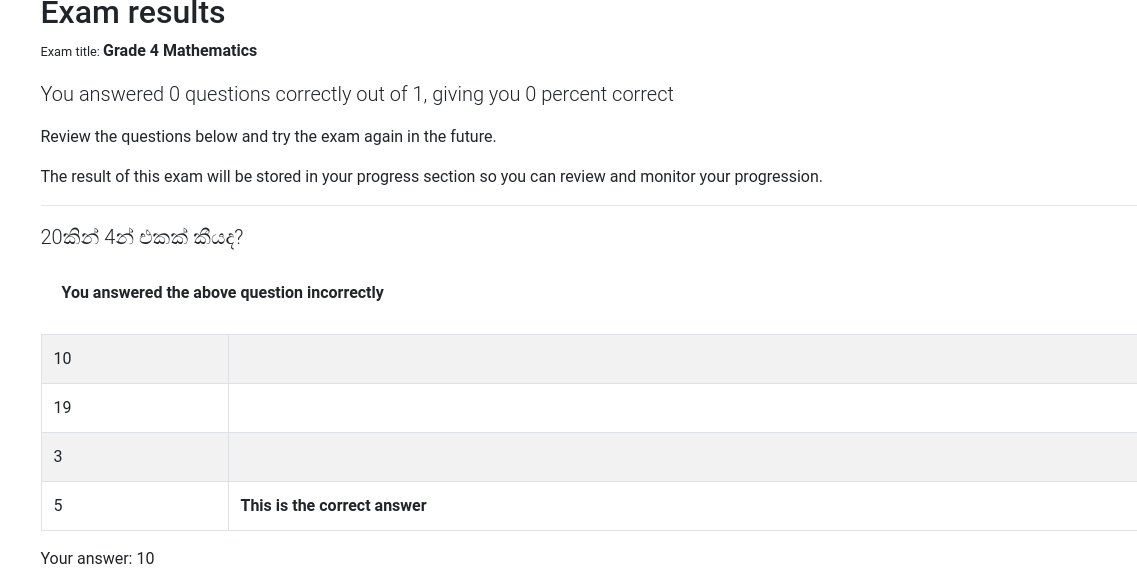 Exam results
Exam title: Grade 4 Mathematics
You answered 0 questions correctly out of 1, giving you 0 percent correct
Review the questions below and try the exam again in the future.
The result of this exam will be stored in your progress section so you can review and monitor your progression.
20කින් 4න් එකක් කීයද?
You answered the above question incorrectly
10
19
3
5 This is the correct answer
Your answer: 10